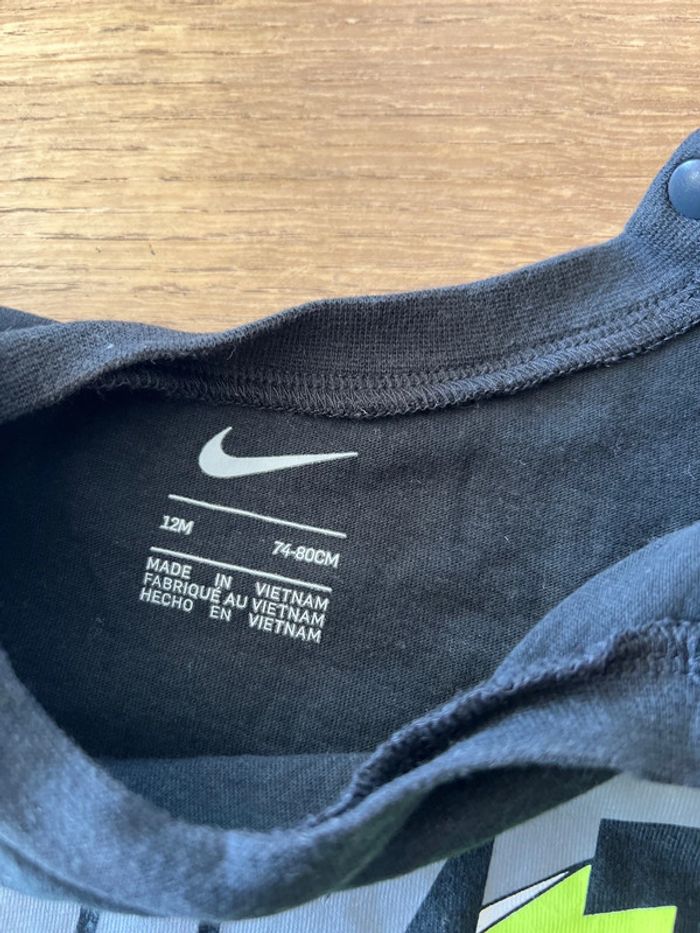 12M
74-80CM
MADE IN VIETNAM
FABRIQUÉ AU VIETNAM
HECHO EN VIETNAM